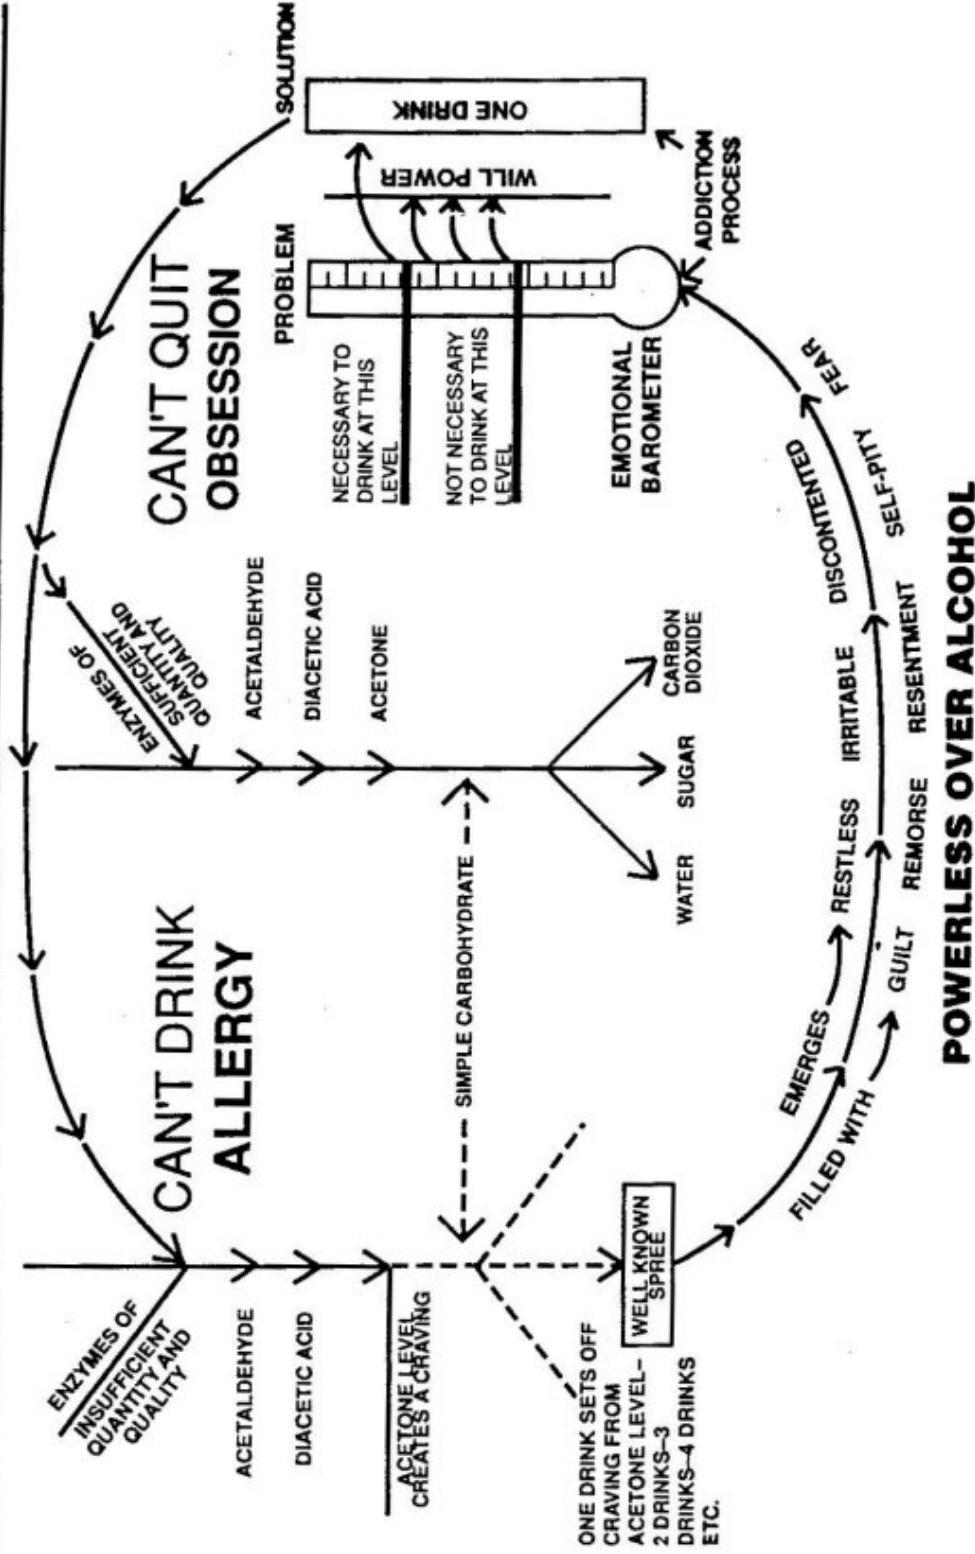 ENZYMES OF
INSUFFICIENT
QUANTITY AND
QUALITY
ACETALDEHYDE
DIACETIC ACID
ACETONE LEVEL
CREATES A CRAVING
ONE DRINK SETS OFF
CRAVING FROM
ACETONE LEVEL–
2 DRINKS–3
DRINKS–4 DRINKS
ETC.
WELL KNOWN
SPREE
CAN'T DRINK
ALLERGY
SIMPLE CARBOHYDRATE
ENZYMES OF
SUFFICIENT
QUANTITY AND
QUALITY
ACETALDEHYDE
DIACETIC ACID
ACETONE
WATER
SUGAR
CARBON
DIOXIDE
CAN'T QUIT
OBSESSION
PROBLEM
SOLUTION
NECESSARY TO
DRINK AT THIS
LEVEL
NOT NECESSARY
TO DRINK AT THIS
LEVEL
EMOTIONAL
BAROMETER
WILL POWER
ONE DRINK
ADDICTION
PROCESS
EMERGES
RESTLESS
IRRITABLE
DISCONTENTED
FILLED WITH
GUILT
REMORSE
RESENTMENT
SELF-PITY
FEAR
POWERLESS OVER ALCOHOL